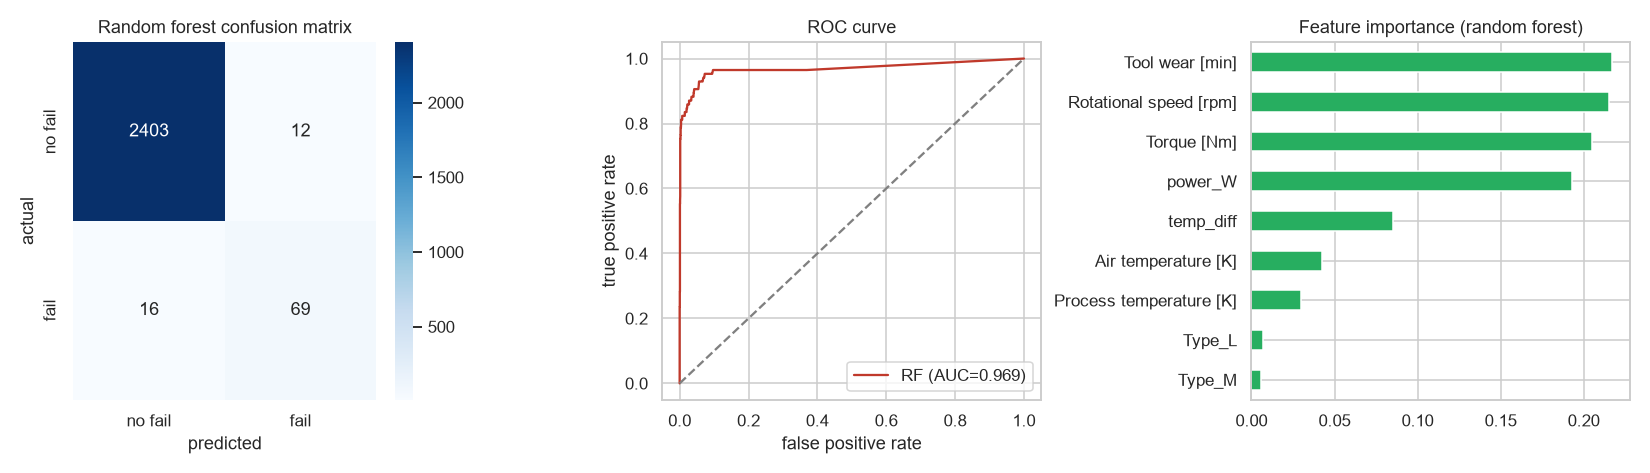 Random forest confusion matrix
no fail
2403
12
fail
16
69
actual
no fail
fail
predicted
2000
1500
1000
500
ROC curve
1.0
0.8
0.6
0.4
0.2
0.0
true positive rate
RF (AUC=0.969)
0.0
0.2
0.4
0.6
0.8
1.0
false positive rate
Feature importance (random forest)
Tool wear [min]
Rotational speed [rpm]
Torque [Nm]
power_W
temp_diff
Air temperature [K]
Process temperature [K]
Type_L
Type_M
0.00
0.05
0.10
0.15
0.20